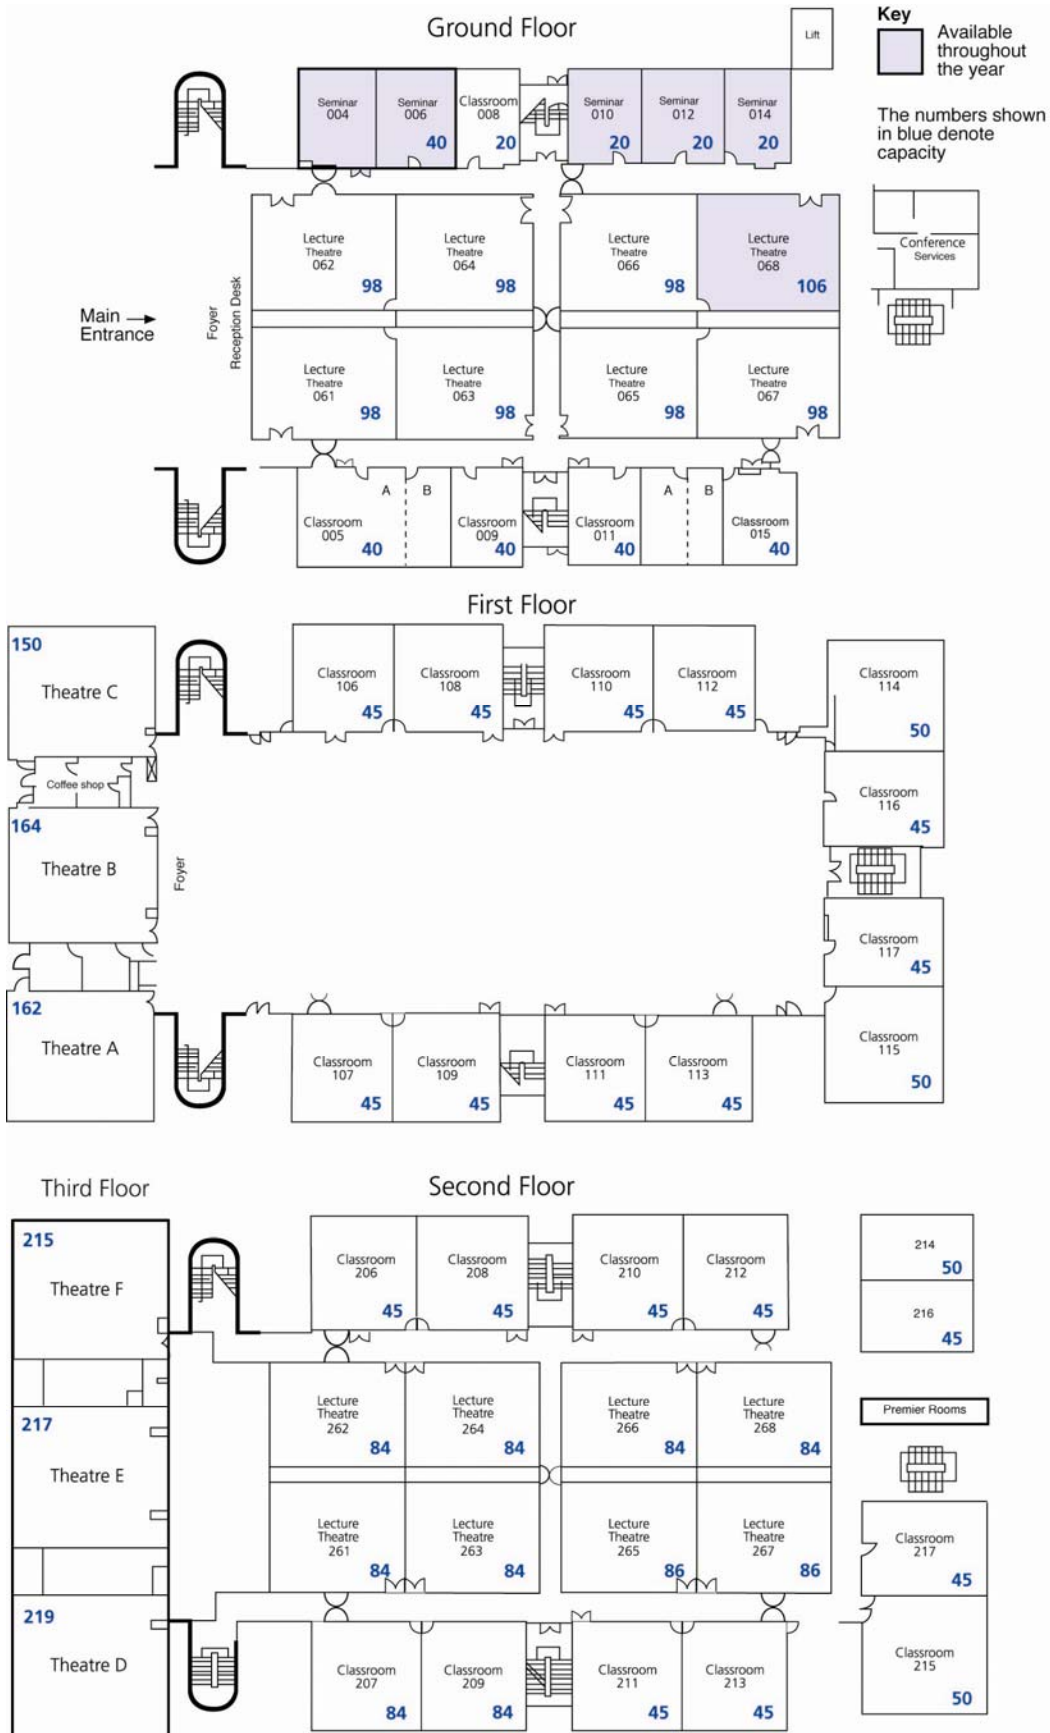 Ground Floor
Lift
Key
Available
throughout
the year
The numbers shown
in blue denote
capacity
Seminar
004
Seminar
006
40
Classroom
008
20
Seminar
010
20
Seminar
012
20
Seminar
014
20
Lecture
Theatre
062
98
Lecture
Theatre
064
98
Lecture
Theatre
066
98
Lecture
Theatre
068
106
Conference
Services
Main
Entrance
Foyer
Reception Desk
Lecture
Theatre
061
98
Lecture
Theatre
063
98
Lecture
Theatre
065
98
Lecture
Theatre
067
98
Classroom
005
40
A
B
Classroom
009
40
Classroom
011
40
A
B
Classroom
015
40
First Floor
150
Theatre C
Classroom
106
45
Classroom
108
45
Classroom
110
45
Classroom
112
45
Classroom
114
50
Coffee shop
Classroom
116
45
164
Theatre B
Foyer
Classroom
117
45
162
Theatre A
Classroom
107
45
Classroom
109
45
Classroom
111
45
Classroom
113
45
Classroom
115
50
Third Floor
Second Floor
215
Theatre F
Classroom
206
45
Classroom
208
45
Classroom
210
45
Classroom
212
45
214
50
216
45
217
Theatre E
Lecture
Theatre
262
84
Lecture
Theatre
264
84
Lecture
Theatre
266
84
Lecture
Theatre
268
84
Premier Rooms
Lecture
Theatre
261
84
Lecture
Theatre
263
84
Lecture
Theatre
265
86
Lecture
Theatre
267
86
Classroom
217
45
219
Theatre D
Classroom
207
84
Classroom
209
84
Classroom
211
45
Classroom
213
45
Classroom
215
50